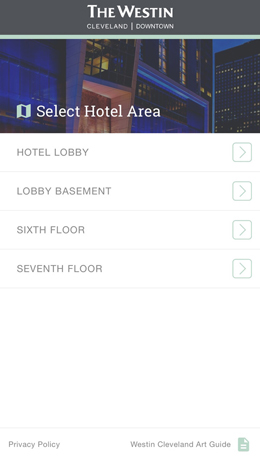 THE WESTIN
CLEVELAND | DOWNTOWN
Select Hotel Area
HOTEL LOBBY
LOBBY BASEMENT
SIXTH FLOOR
SEVENTH FLOOR
Privacy Policy Westin Cleveland Art Guide